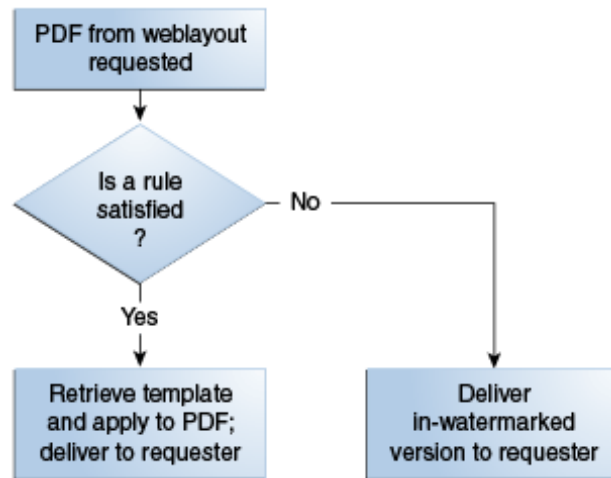 PDF from weblayout
requested
Is a rule
satisfied
?
No
Yes
Retrieve template
and apply to PDF;
deliver to requester
Deliver
in-watermarked
version to requester